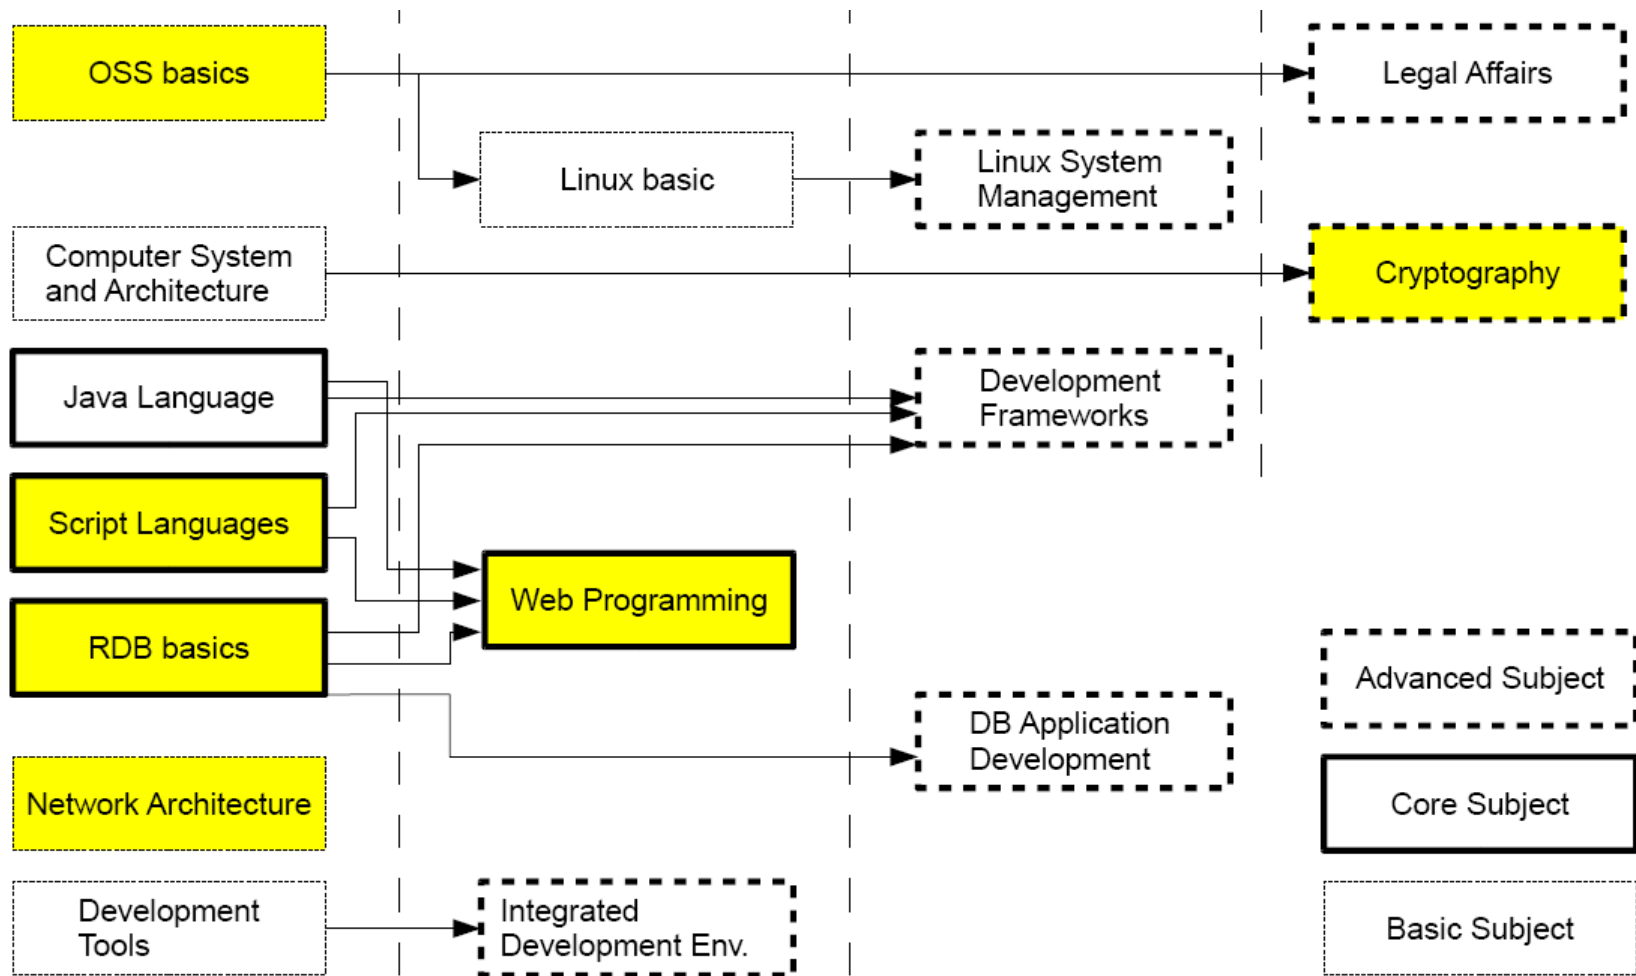 OSS basics
Legal Affairs
Linux basic
Linux System
Management
Computer System
and Architecture
Cryptography
Java Language
Development
Frameworks
Script Languages
Web Programming
RDB basics
Advanced Subject
DB Application
Development
Network Architecture
Core Subject
Development
Tools
Integrated
Development Env.
Basic Subject